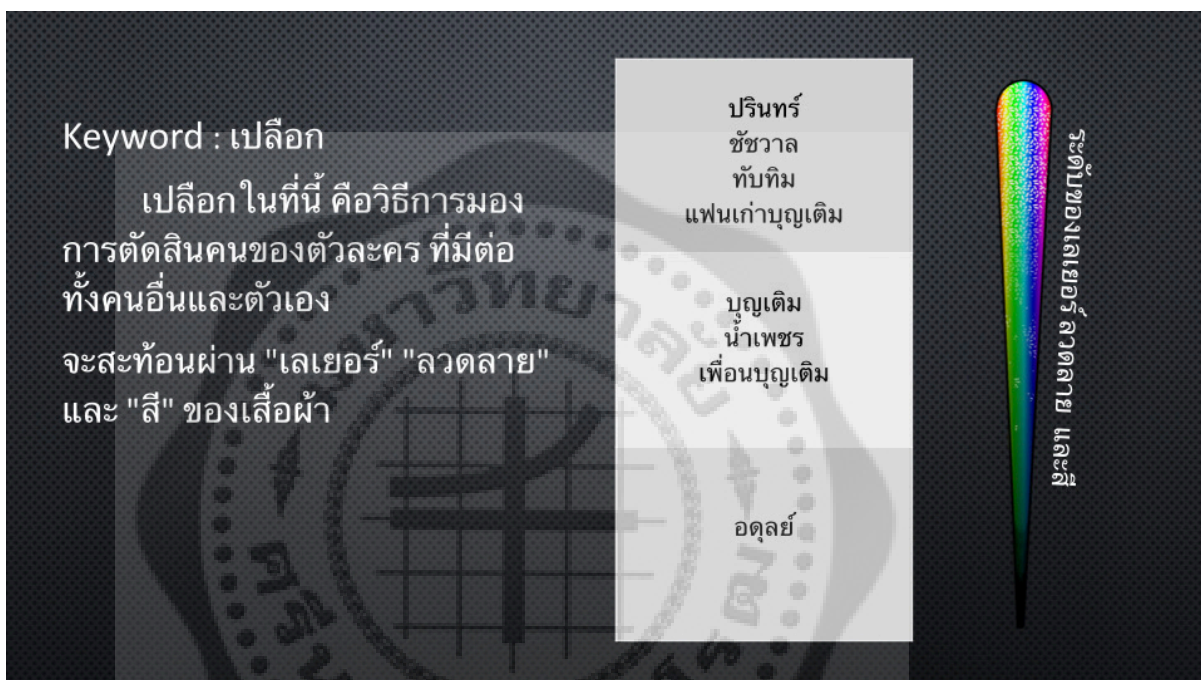 Keyword : เปลือก
เปลือกในที่นี้ คือวิธีการมอง
การตัดสินคนของตัวละคร ที่มีต่อ
ทั้งคนอื่นและตัวเอง
จะสะท้อนผ่าน "เลเยอร์" "ลวดลาย"
และ "สี" ของเสื้อผ้า
ปรินทร์
ชัชวาล
ทับทิม
แฟนเก่าบุญเติม
บุญเติม
น้ำเพชร
เพื่อนบุญเติม
อดุลย์
ระดับของเลเยอร์ ลวดลาย และสี